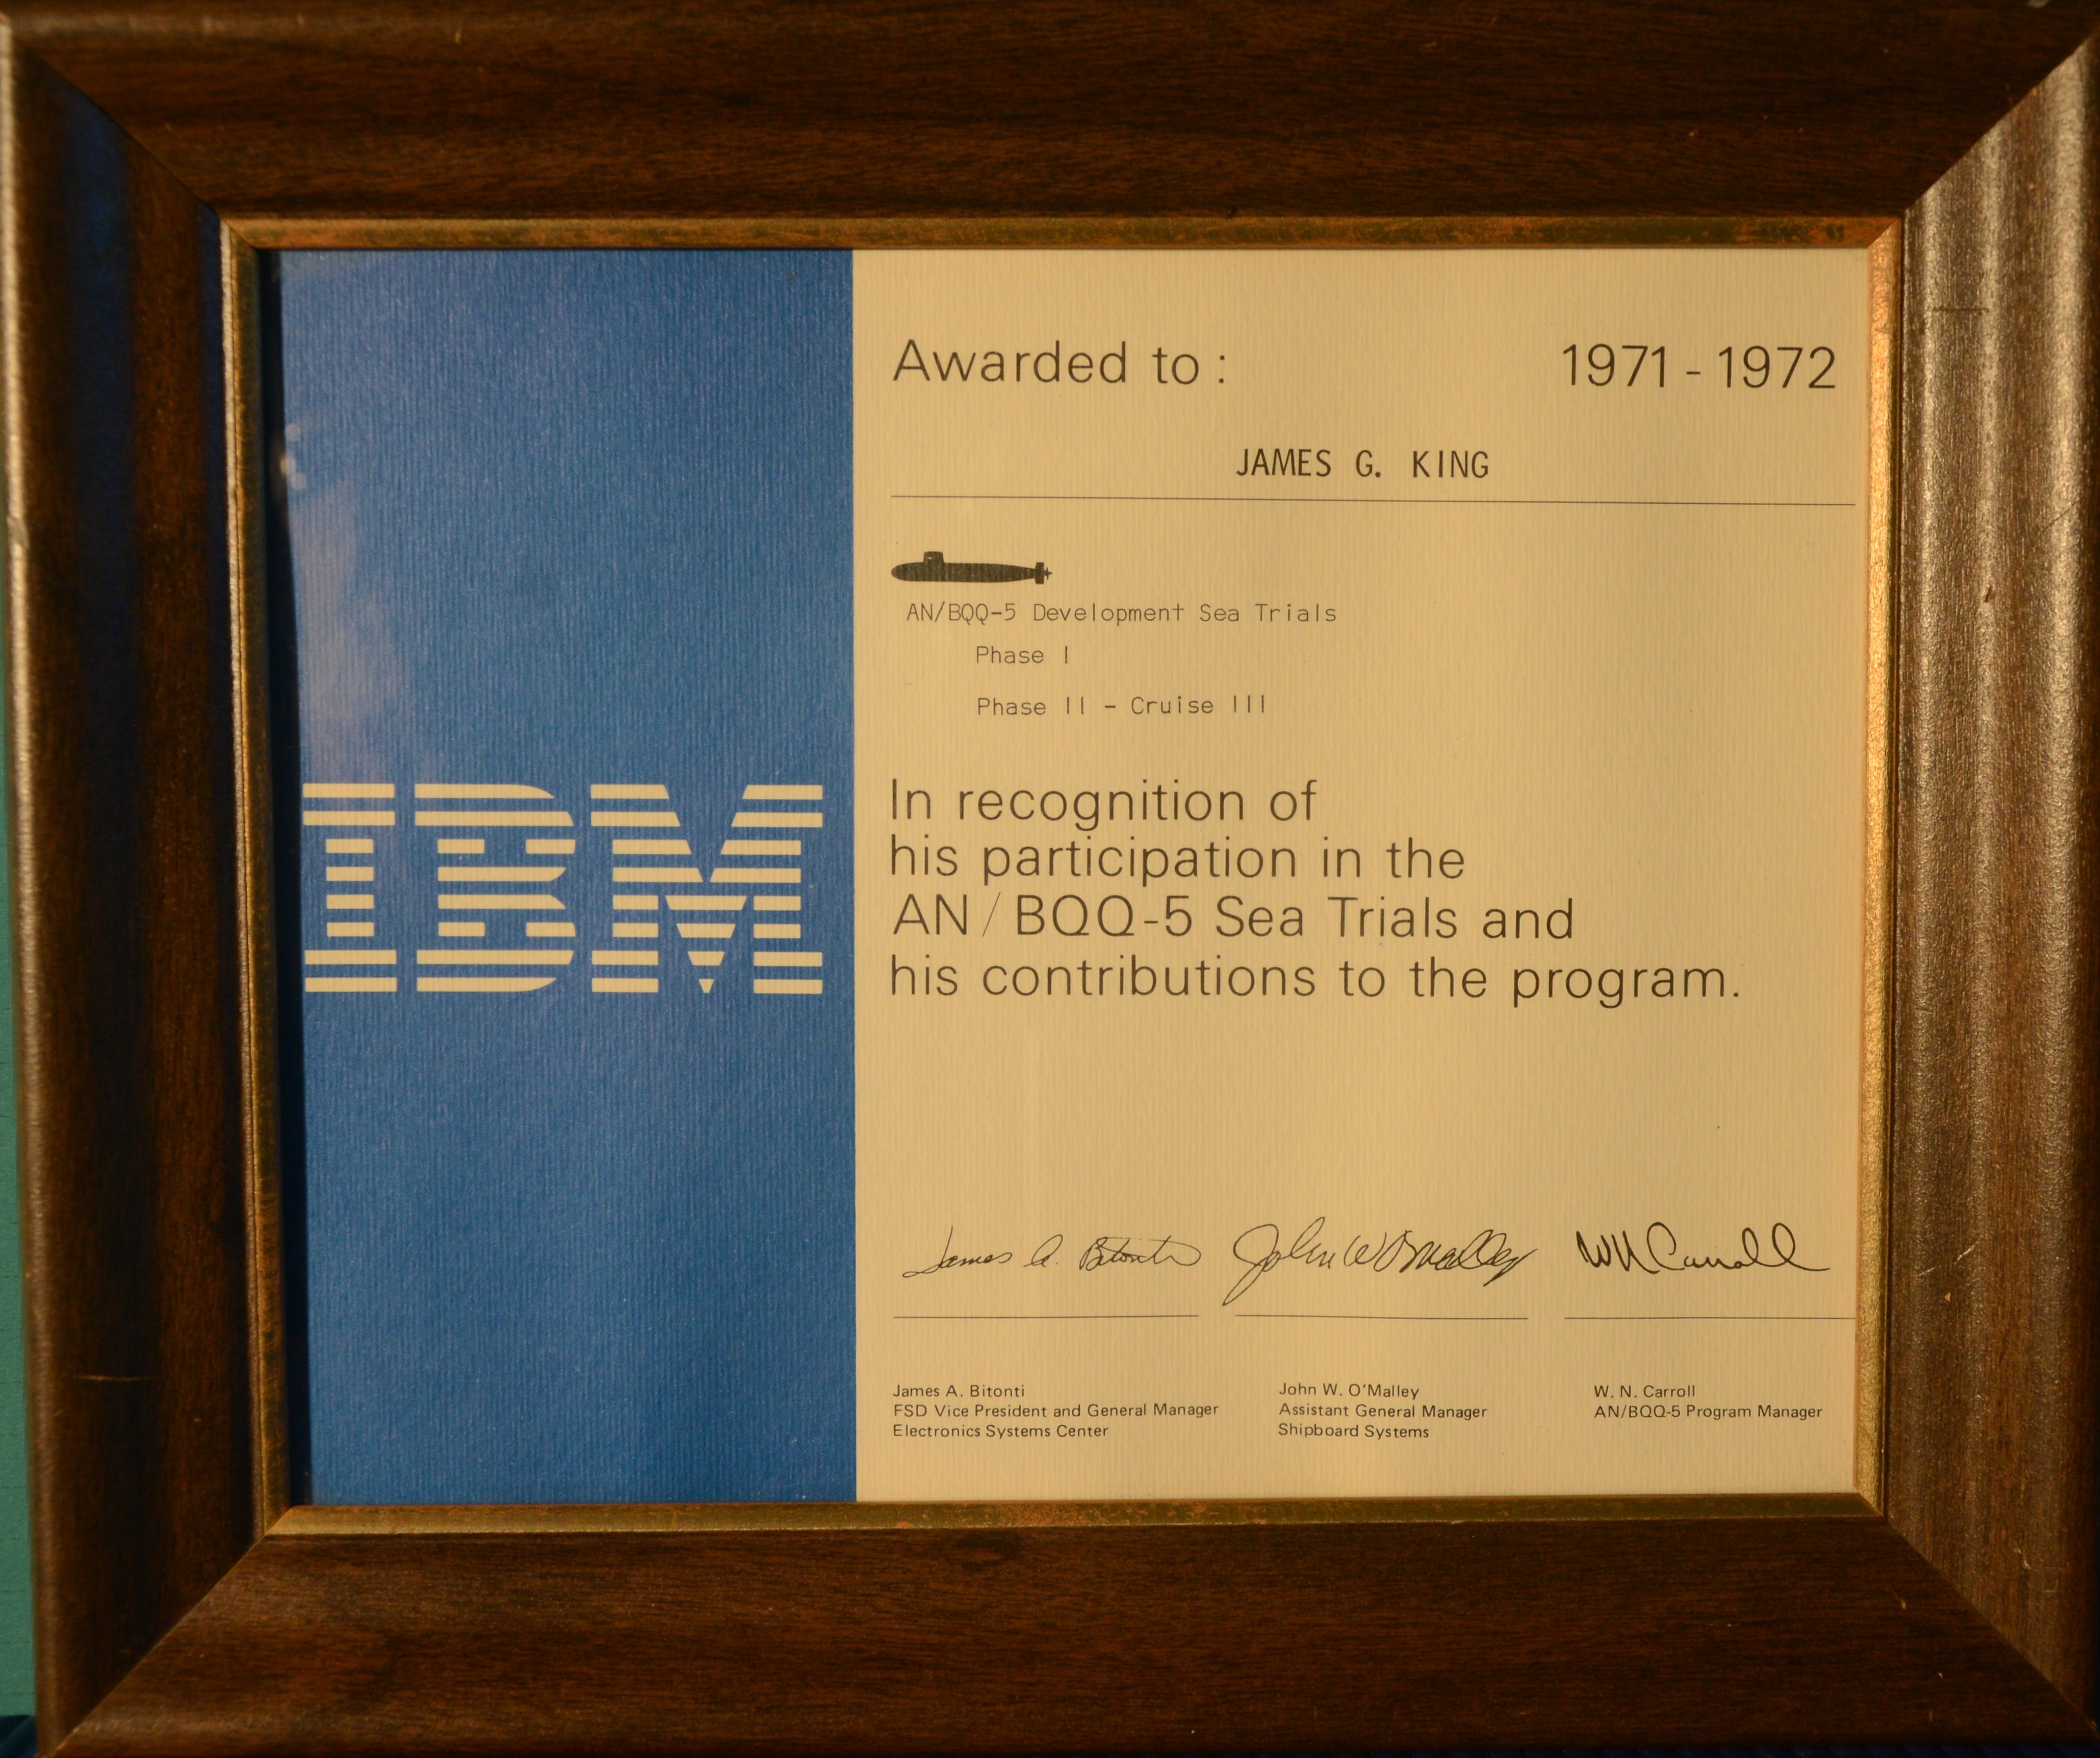 IBM
Awarded to : 1971 - 1972
JAMES G. KING
AN/BQQ-5 Development Sea Trials
Phase I
Phase II - Cruise III
In recognition of
his participation in the
AN/BQQ-5 Sea Trials and
his contributions to the program.
James A. Bitonti John W O'Malley WN Carroll
James A. Bitonti
FSD Vice President and General Manager
Electronics Systems Center
John W. O'Malley
Assistant General Manager
Shipboard Systems
W. N. Carroll
AN/BQQ-5 Program Manager